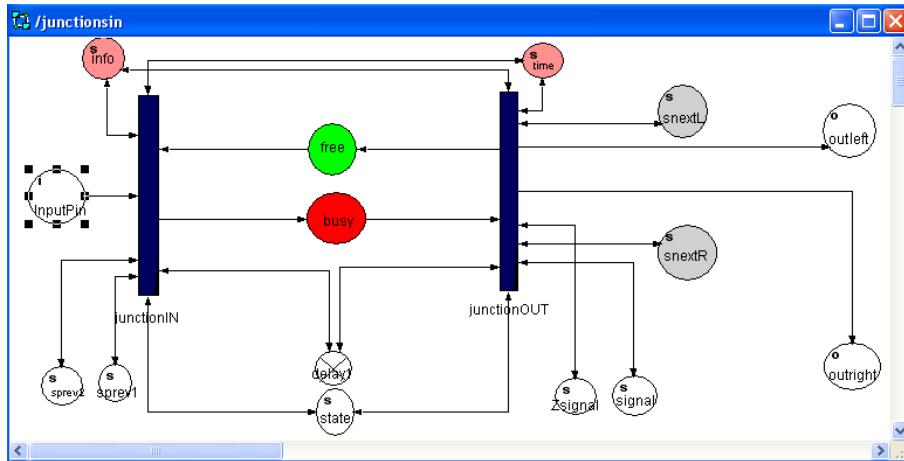 /junctionsin
s
info
s
time
s
snextL
o
outleft
free
i
InputPin
busy
s
snextR
junctionIN
junctionOUT
s
sprev2
s
sprev1
delay1
s
state
s
Zsignal
s
signal
o
outright